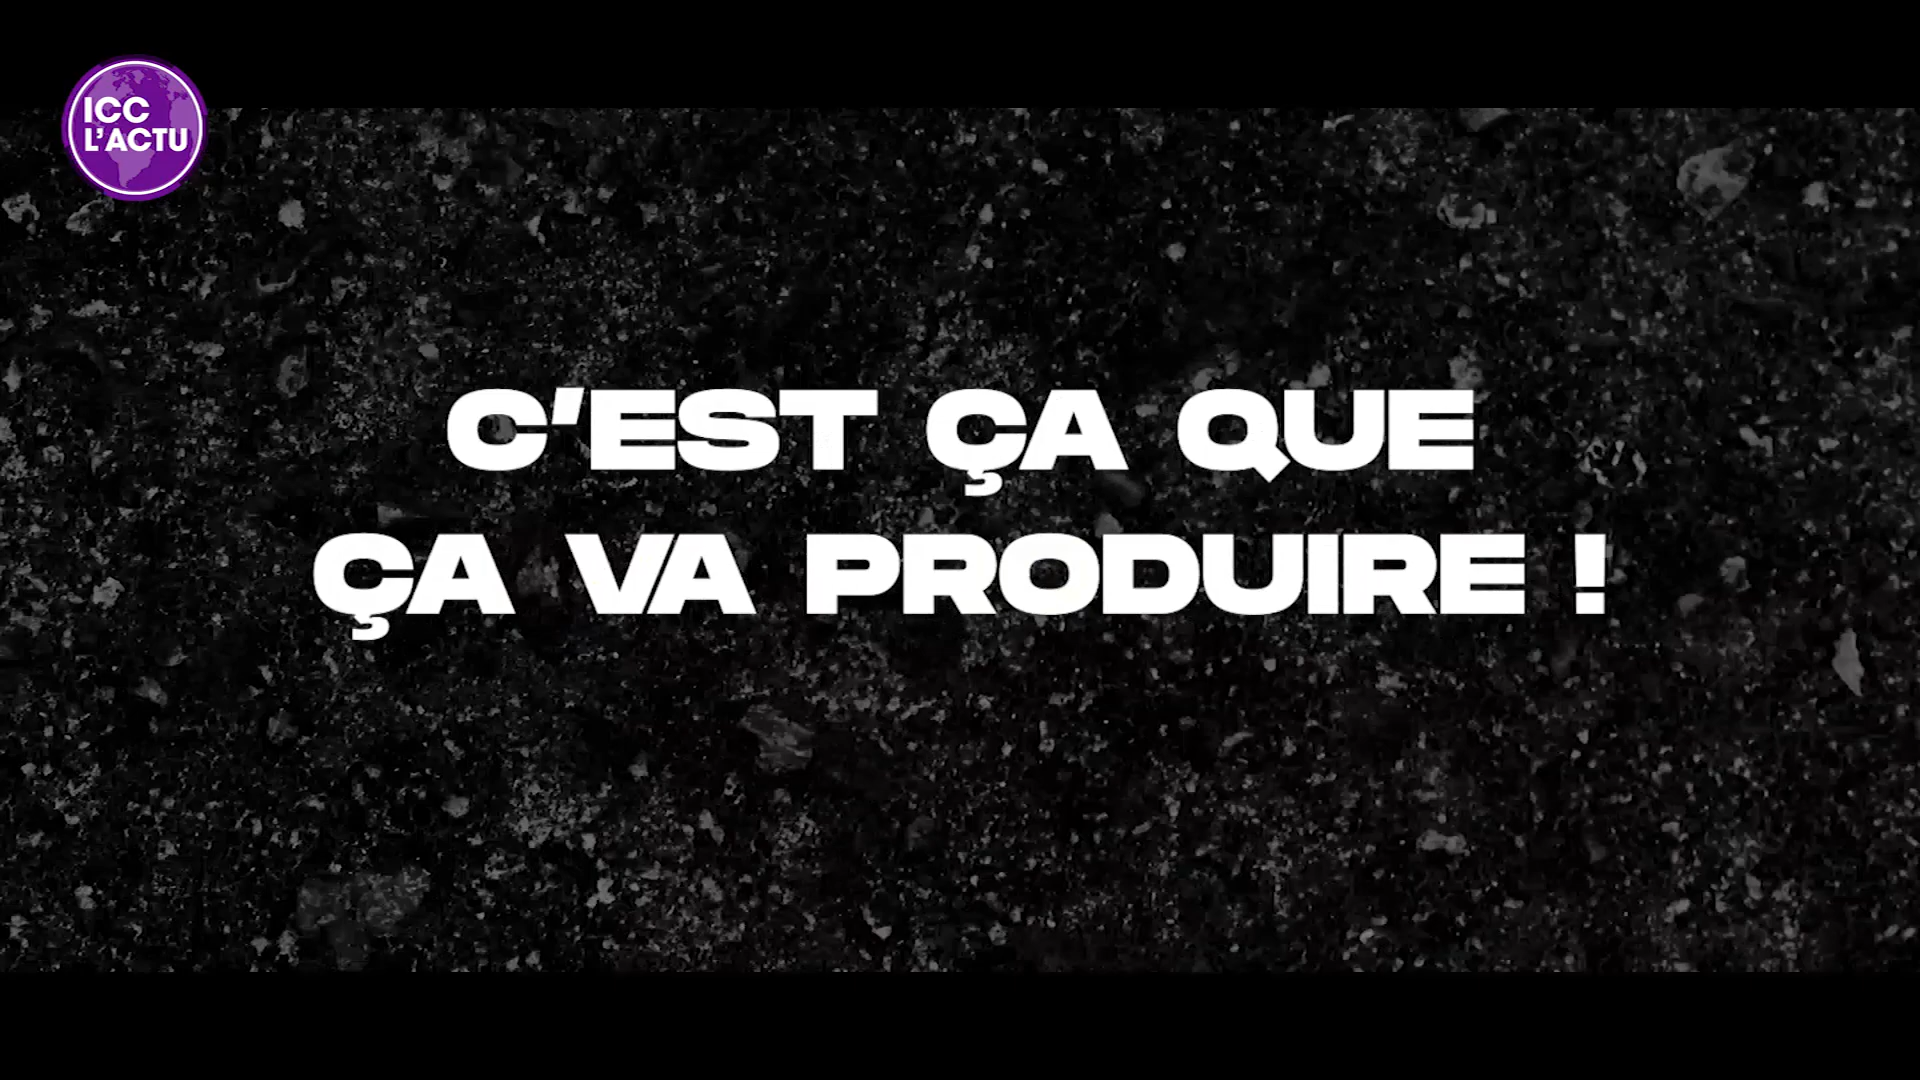 ICC
L'ACTU
C'EST ÇA QUE
ÇA VA PRODUIRE !